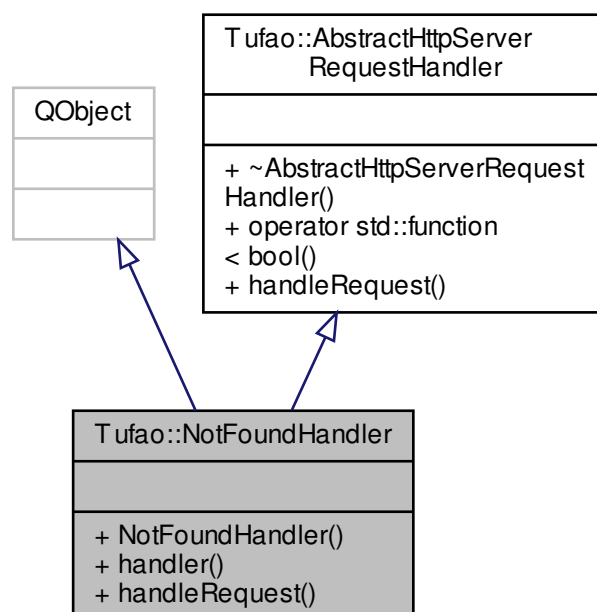 QObject
Tufao::AbstractHttpServer
RequestHandler
+ ~AbstractHttpServerRequest
Handler()
+ operator std::function
< bool()
+ handleRequest()
Tufao::NotFoundHandler
+ NotFoundHandler()
+ handler()
+ handleRequest()